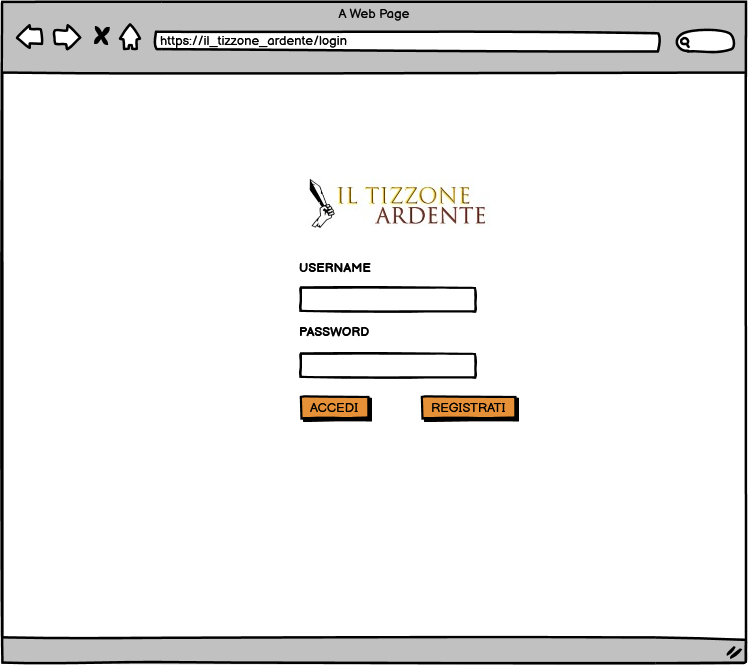 A Web Page
https://il_tizzone_ardente/login
IL TIZZONE
ARDENTE
USERNAME
PASSWORD
ACCEDI
REGISTRATI